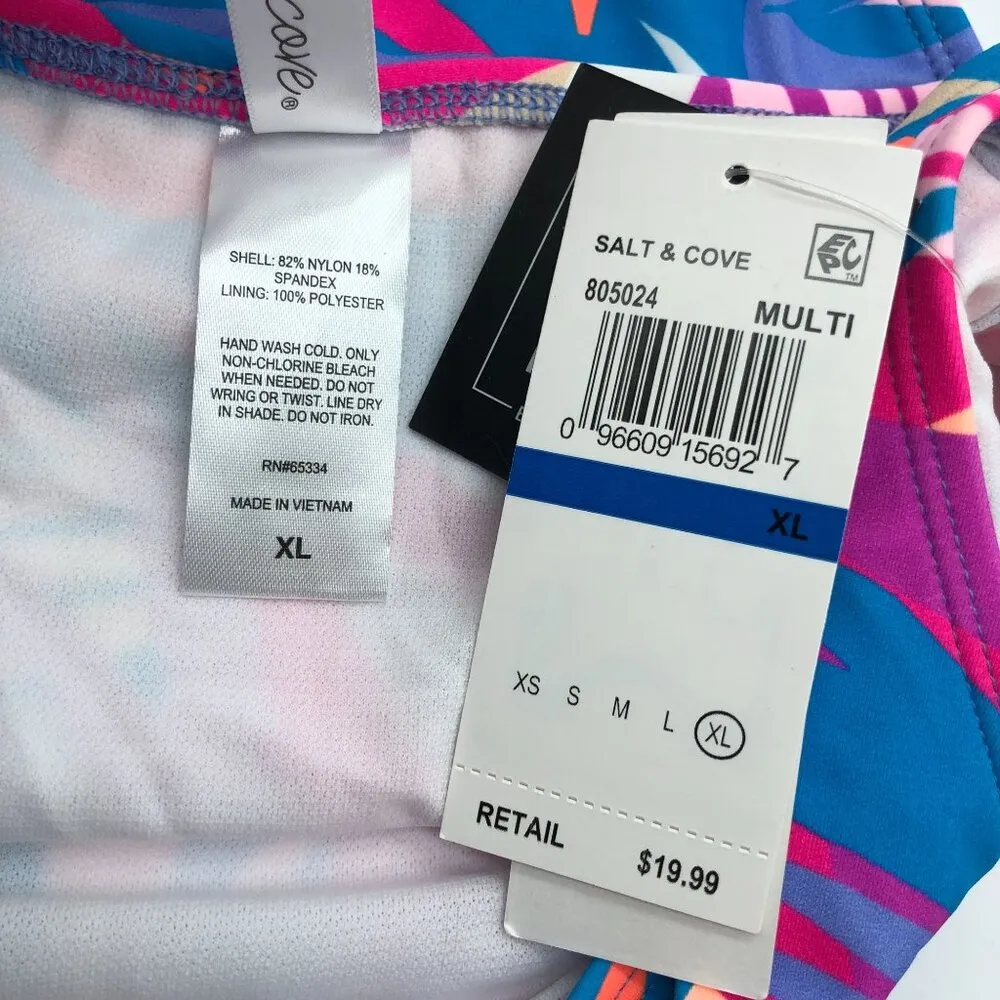 cove®
SHELL: 82% NYLON 18%
SPANDEX
LINING: 100% POLYESTER
HAND WASH COLD. ONLY
NON-CHLORINE BLEACH
WHEN NEEDED. DO NOT
WRING OR TWIST. LINE DRY
IN SHADE. DO NOT IRON.
RN#65334
MADE IN VIETNAM
XL
SALT & COVE
EPC™
805024
MULTI
0 96609 15692 7
XL
XS S M L XL
RETAIL
$19.99